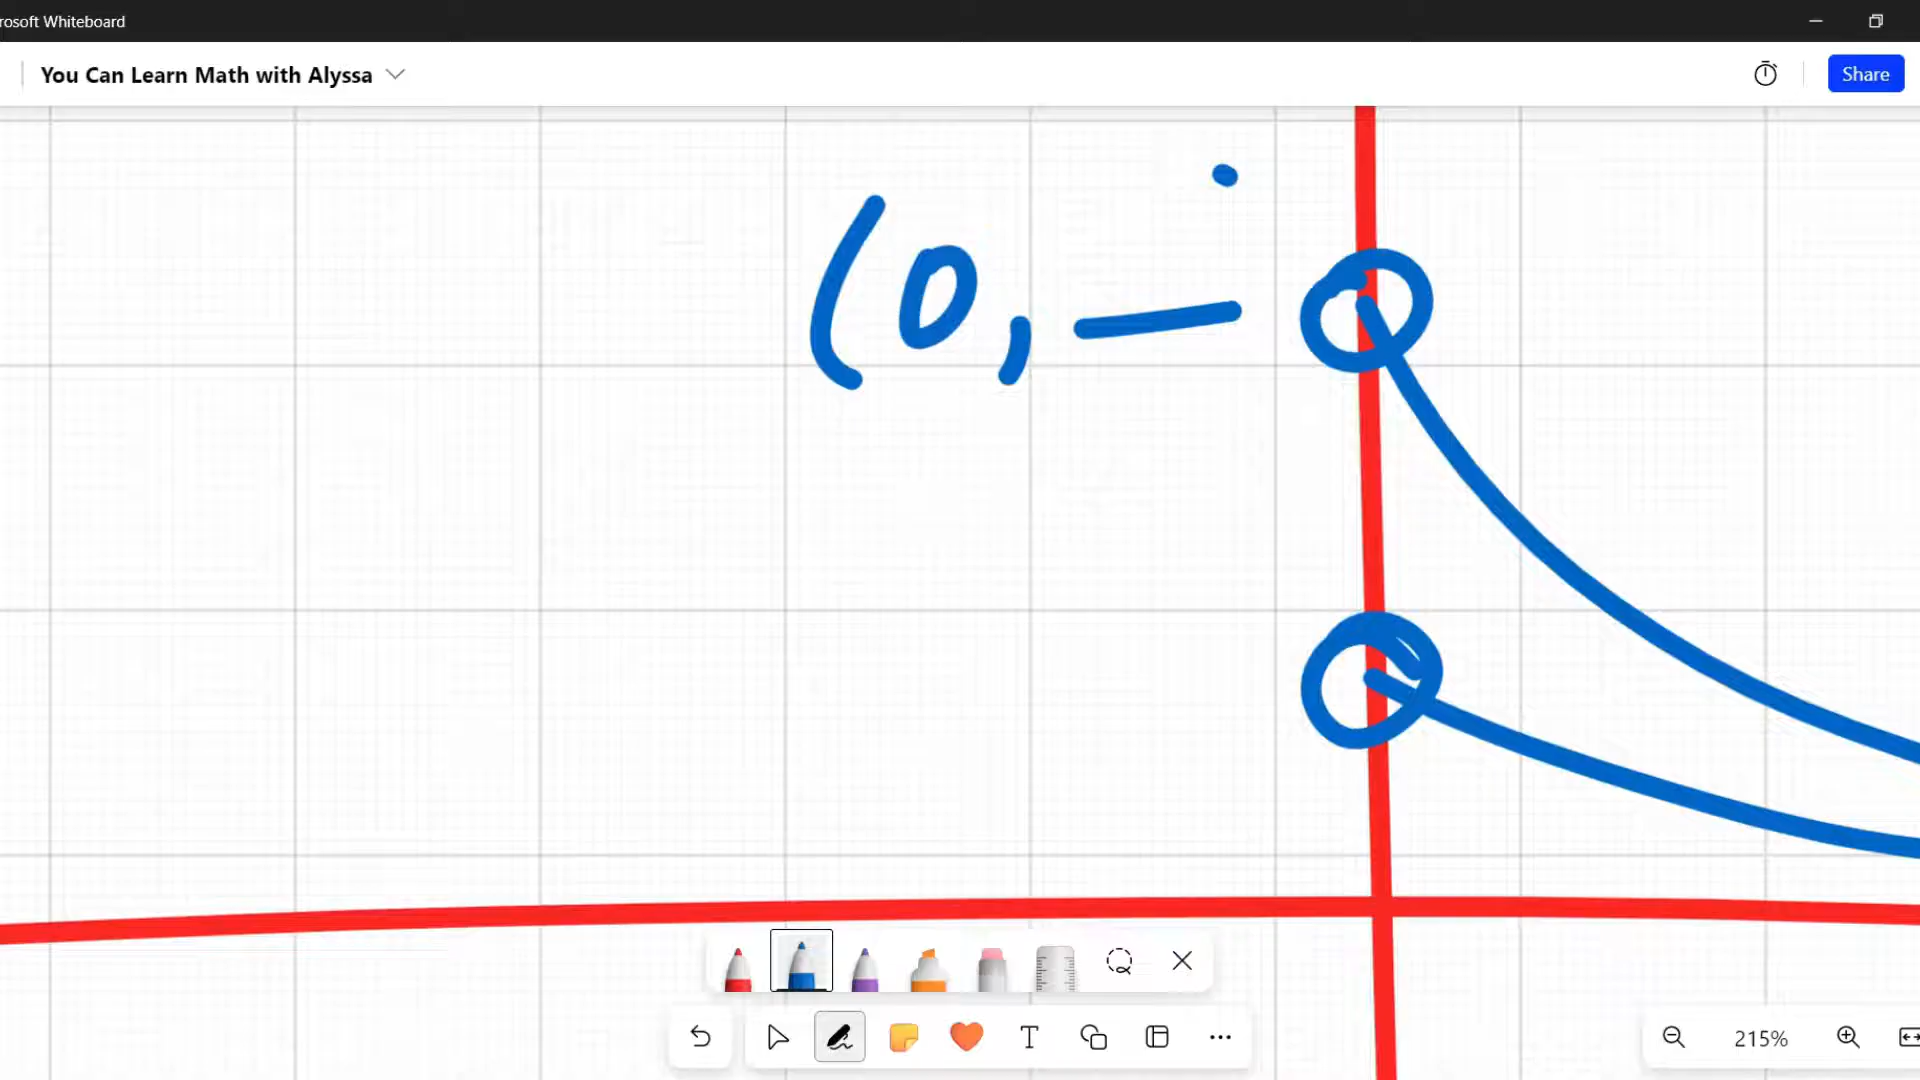 rosoft Whiteboard
You Can Learn Math with Alyssa
Share
(0, —
215%